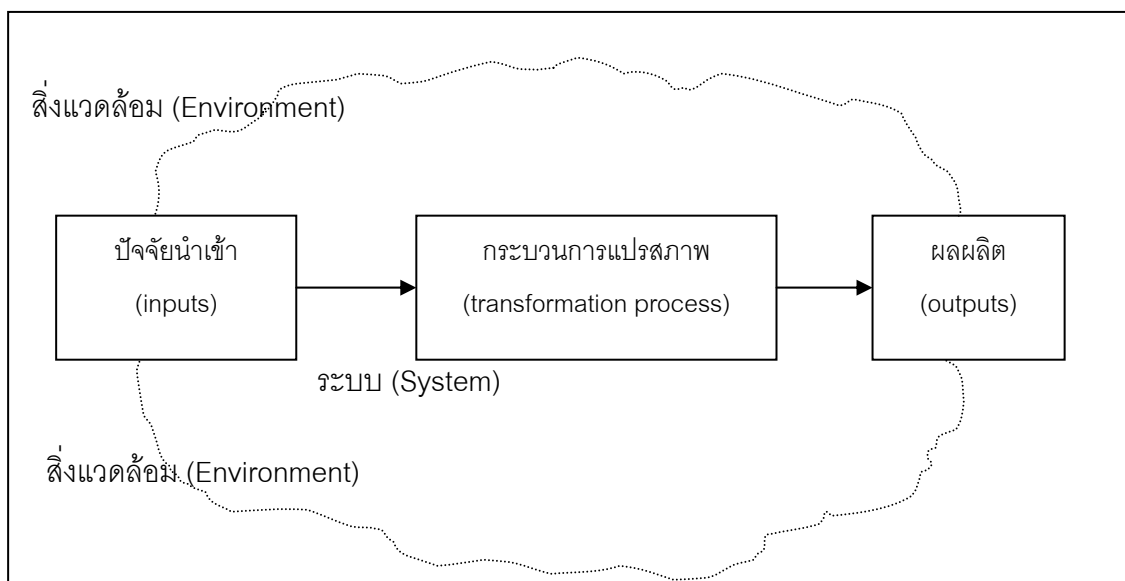 สิ่งแวดล้อม (Environment)
ปัจจัยนำเข้า
(inputs)
กระบวนการแปรสภาพ
(transformation process)
ผลผลิต
(outputs)
ระบบ (System)
สิ่งแวดล้อม (Environment)